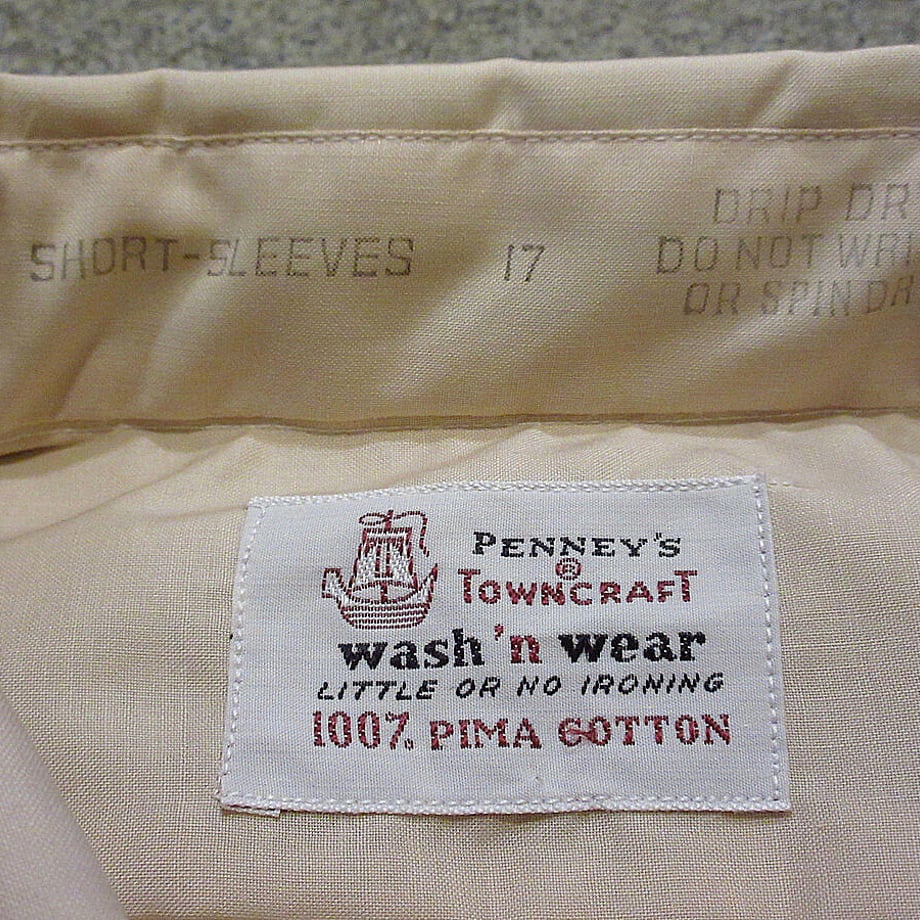 SHORT-SLEEVES 17
DRIP DR
DO NOT WRI
OR SPIN DR
PENNEY'S
®
TOWNCRAFT
wash 'n wear
LITTLE OR NO IRONING
100% PIMA COTTON